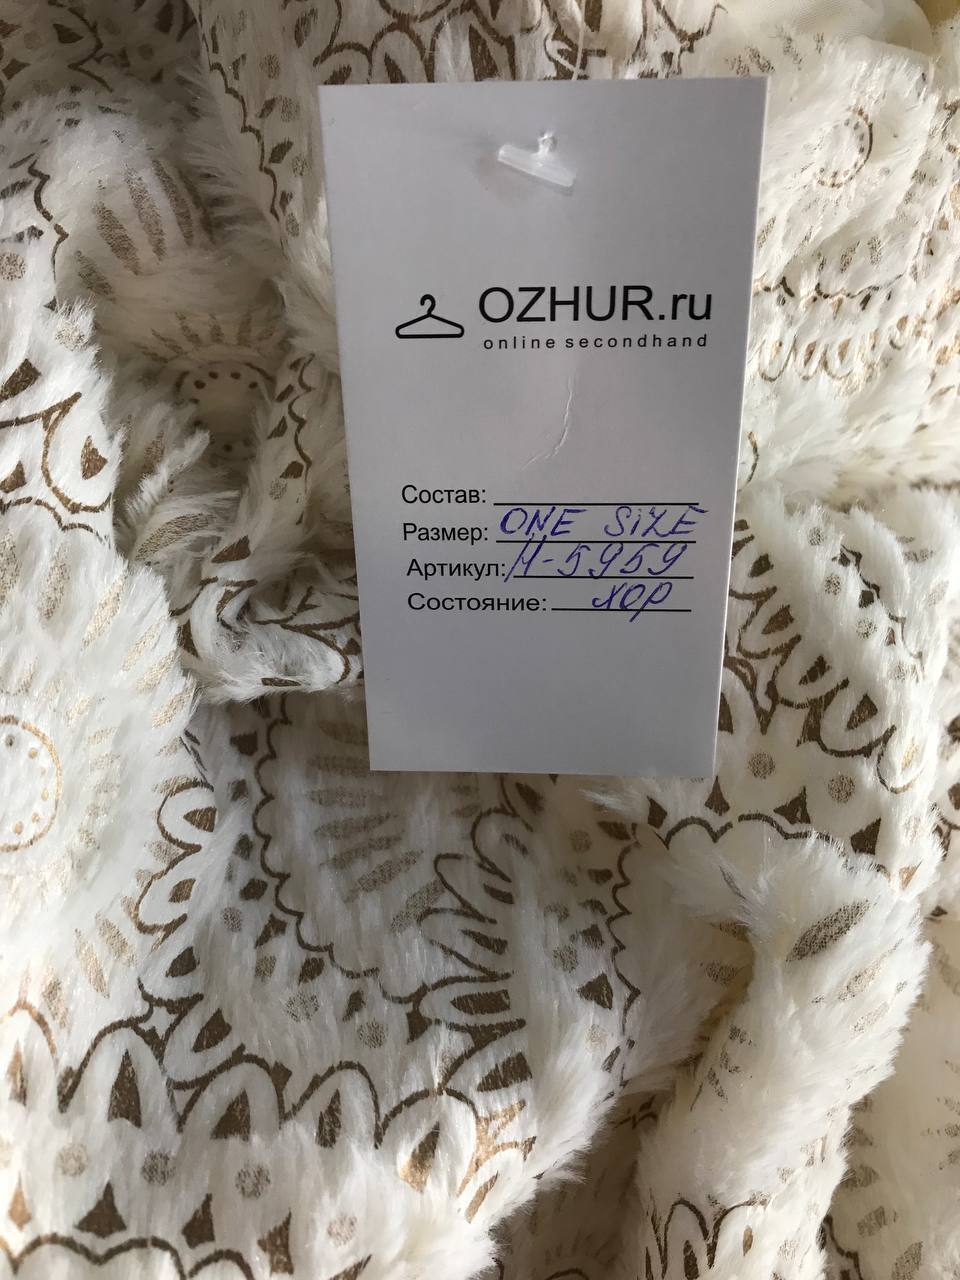 OZHUR.ru
online secondhand
Состав:
Размер: ONE SIZE
Артикул: М-5959
Состояние: ХОР